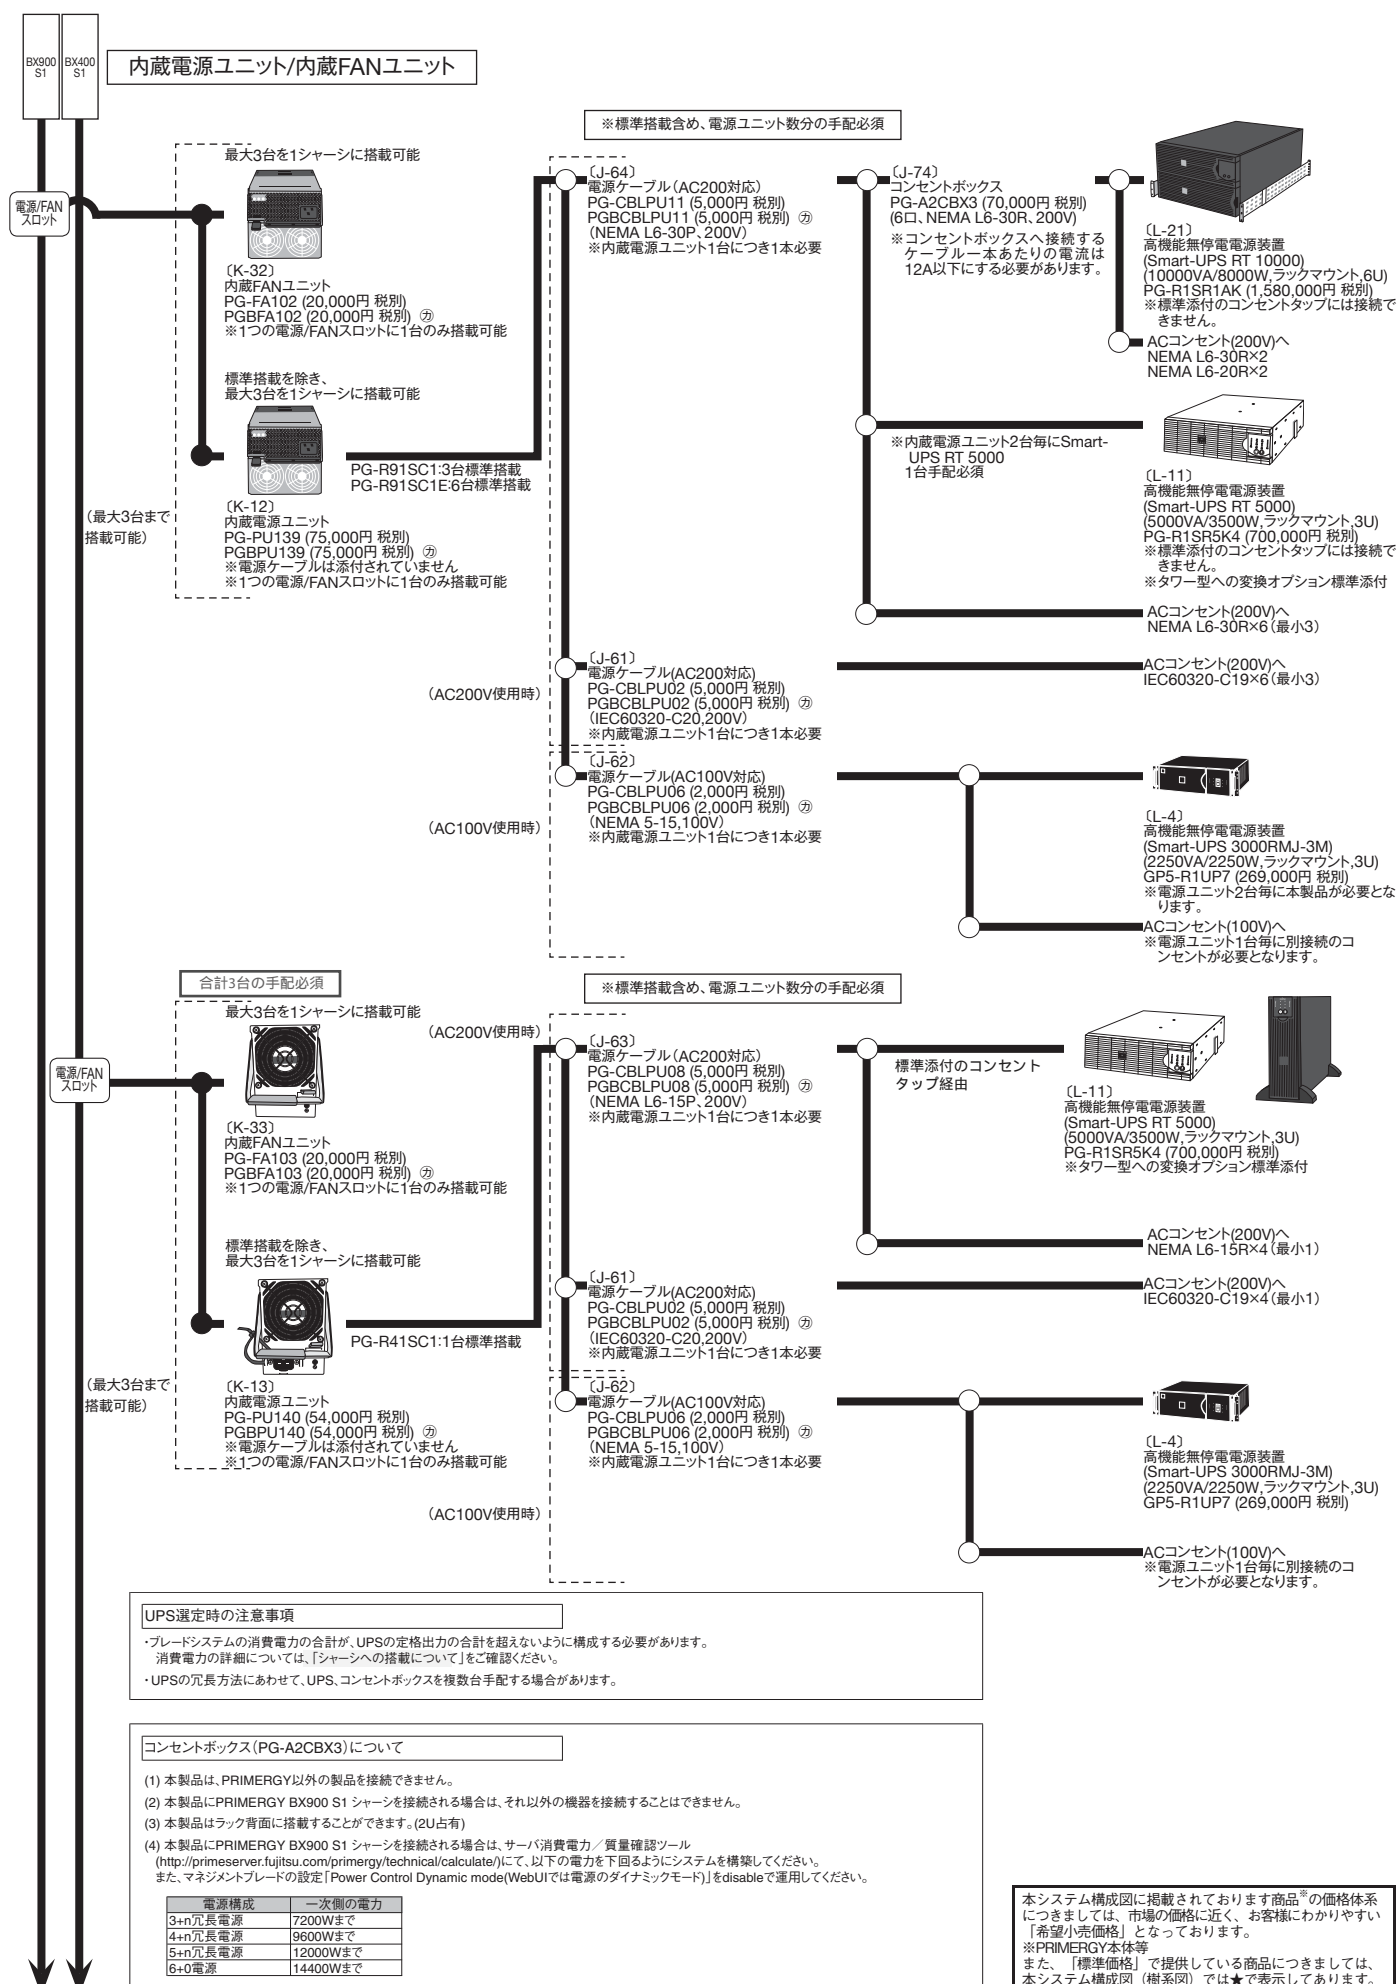 BX900
S1
BX400
S1
内蔵電源ユニット/内蔵FANユニット
※標準搭載含め、電源ユニット数分の手配必須
電源/FAN
スロット
最大3台を1シャーシに搭載可能
〔K-32〕
内蔵FANユニット
PG-FA102 (20,000円 税別)
PGBFA102 (20,000円 税別) ㋕
※1つの電源/FANスロットに1台のみ搭載可能
標準搭載を除き、
最大3台を1シャーシに搭載可能
PG-R91SC1:3台標準搭載
PG-R91SC1E:6台標準搭載
(最大3台まで
搭載可能)
〔K-12〕
内蔵電源ユニット
PG-PU139 (75,000円 税別)
PGBPU139 (75,000円 税別) ㋕
※電源ケーブルは添付されていません
※1つの電源/FANスロットに1台のみ搭載可能
〔J-64〕
電源ケーブル(AC200対応)
PG-CBLPU11 (5,000円 税別)
PGBCBLPU11 (5,000円 税別) ㋕
(NEMA L6-30P、200V)
※内蔵電源ユニット1台につき1本必要
〔J-74〕
コンセントボックス
PG-A2CBX3 (70,000円 税別)
(6口、NEMA L6-30R、200V)
※コンセントボックスへ接続する
ケーブル一本あたりの電流は
12A以下にする必要があります。
〔L-21〕
高機能無停電電源装置
(Smart-UPS RT 10000)
(10000VA/8000W,ラックマウント,6U)
PG-R1SR1AK (1,580,000円 税別)
※標準添付のコンセントタップには接続で
きません。
ACコンセント(200V)へ
NEMA L6-30R×2
NEMA L6-20R×2
※内蔵電源ユニット2台毎にSmart-
UPS RT 5000
1台手配必須
〔L-11〕
高機能無停電電源装置
(Smart-UPS RT 5000)
(5000VA/3500W,ラックマウント,3U)
PG-R1SR5K4 (700,000円 税別)
※標準添付のコンセントタップには接続で
きません。
※タワー型への変換オプション標準添付
ACコンセント(200V)へ
NEMA L6-30R×6(最小3)
(AC200V使用時)
〔J-61〕
電源ケーブル(AC200対応)
PG-CBLPU02 (5,000円 税別)
PGBCBLPU02 (5,000円 税別) ㋕
(IEC60320-C20,200V)
※内蔵電源ユニット1台につき1本必要
ACコンセント(200V)へ
IEC60320-C19×6(最小3)
(AC100V使用時)
〔J-62〕
電源ケーブル(AC100V対応)
PG-CBLPU06 (2,000円 税別)
PGBCBLPU06 (2,000円 税別) ㋕
(NEMA 5-15,100V)
※内蔵電源ユニット1台につき1本必要
〔L-4〕
高機能無停電電源装置
(Smart-UPS 3000RMJ-3M)
(2250VA/2250W,ラックマウント,3U)
GP5-R1UP7 (269,000円 税別)
※電源ユニット2台毎に本製品が必要とな
ります。
ACコンセント(100V)へ
※電源ユニット1台毎に別接続のコ
ンセントが必要となります。
合計3台の手配必須
※標準搭載含め、電源ユニット数分の手配必須
電源/FAN
スロット
最大3台を1シャーシに搭載可能
〔K-33〕
内蔵FANユニット
PG-FA103 (20,000円 税別)
PGBFA103 (20,000円 税別) ㋕
※1つの電源/FANスロットに1台のみ搭載可能
標準搭載を除き、
最大3台を1シャーシに搭載可能
PG-R41SC1:1台標準搭載
(最大3台まで
搭載可能)
〔K-13〕
内蔵電源ユニット
PG-PU140 (54,000円 税別)
PGBPU140 (54,000円 税別) ㋕
※電源ケーブルは添付されていません
※1つの電源/FANスロットに1台のみ搭載可能
(AC200V使用時)
〔J-63〕
電源ケーブル(AC200対応)
PG-CBLPU08 (5,000円 税別)
PGBCBLPU08 (5,000円 税別) ㋕
(NEMA L6-15P、200V)
※内蔵電源ユニット1台につき1本必要
標準添付のコンセント
タップ経由
〔L-11〕
高機能無停電電源装置
(Smart-UPS RT 5000)
(5000VA/3500W,ラックマウント,3U)
PG-R1SR5K4 (700,000円 税別)
※タワー型への変換オプション標準添付
ACコンセント(200V)へ
NEMA L6-15R×4(最小1)
〔J-61〕
電源ケーブル(AC200対応)
PG-CBLPU02 (5,000円 税別)
PGBCBLPU02 (5,000円 税別) ㋕
(IEC60320-C20,200V)
※内蔵電源ユニット1台につき1本必要
ACコンセント(200V)へ
IEC60320-C19×4(最小1)
〔J-62〕
電源ケーブル(AC100V対応)
PG-CBLPU06 (2,000円 税別)
PGBCBLPU06 (2,000円 税別) ㋕
(NEMA 5-15,100V)
※内蔵電源ユニット1台につき1本必要
(AC100V使用時)
〔L-4〕
高機能無停電電源装置
(Smart-UPS 3000RMJ-3M)
(2250VA/2250W,ラックマウント,3U)
GP5-R1UP7 (269,000円 税別)
ACコンセント(100V)へ
※電源ユニット1台毎に別接続のコ
ンセントが必要となります。
UPS選定時の注意事項
・ブレードシステムの消費電力の合計が、UPSの定格出力の合計を超えないように構成する必要があります。
消費電力の詳細については、「シャーシへの搭載について」をご確認ください。
・UPSの冗長方法にあわせて、UPS、コンセントボックスを複数台手配する場合があります。
コンセントボックス(PG-A2CBX3)について
(1) 本製品は、PRIMERGY以外の製品を接続できません。
(2) 本製品にPRIMERGY BX900 S1 シャーシを接続される場合は、それ以外の機器を接続することはできません。
(3) 本製品はラック背面に搭載することができます。(2U占有)
(4) 本製品にPRIMERGY BX900 S1 シャーシを接続される場合は、サーバ消費電力/質量確認ツール
(http://primeserver.fujitsu.com/primergy/technical/calculate/)にて、以下の電力を下回るようにシステムを構築してください。
また、マネジメントブレードの設定「Power Control Dynamic mode(WebUIでは電源のダイナミックモード)」をdisableで運用してください。
電源構成 一次側の電力
3+n冗長電源 7200Wまで
4+n冗長電源 9600Wまで
5+n冗長電源 12000Wまで
6+0電源 14400Wまで
本システム構成図に掲載されております商品※の価格体系
につきましては、市場の価格に近く、お客様にわかりやすい
「希望小売価格」となっております。
※PRIMERGY本体等
また、「標準価格」で提供している商品につきましては、
本システム構成図(樹系図)では★で表示してあります。